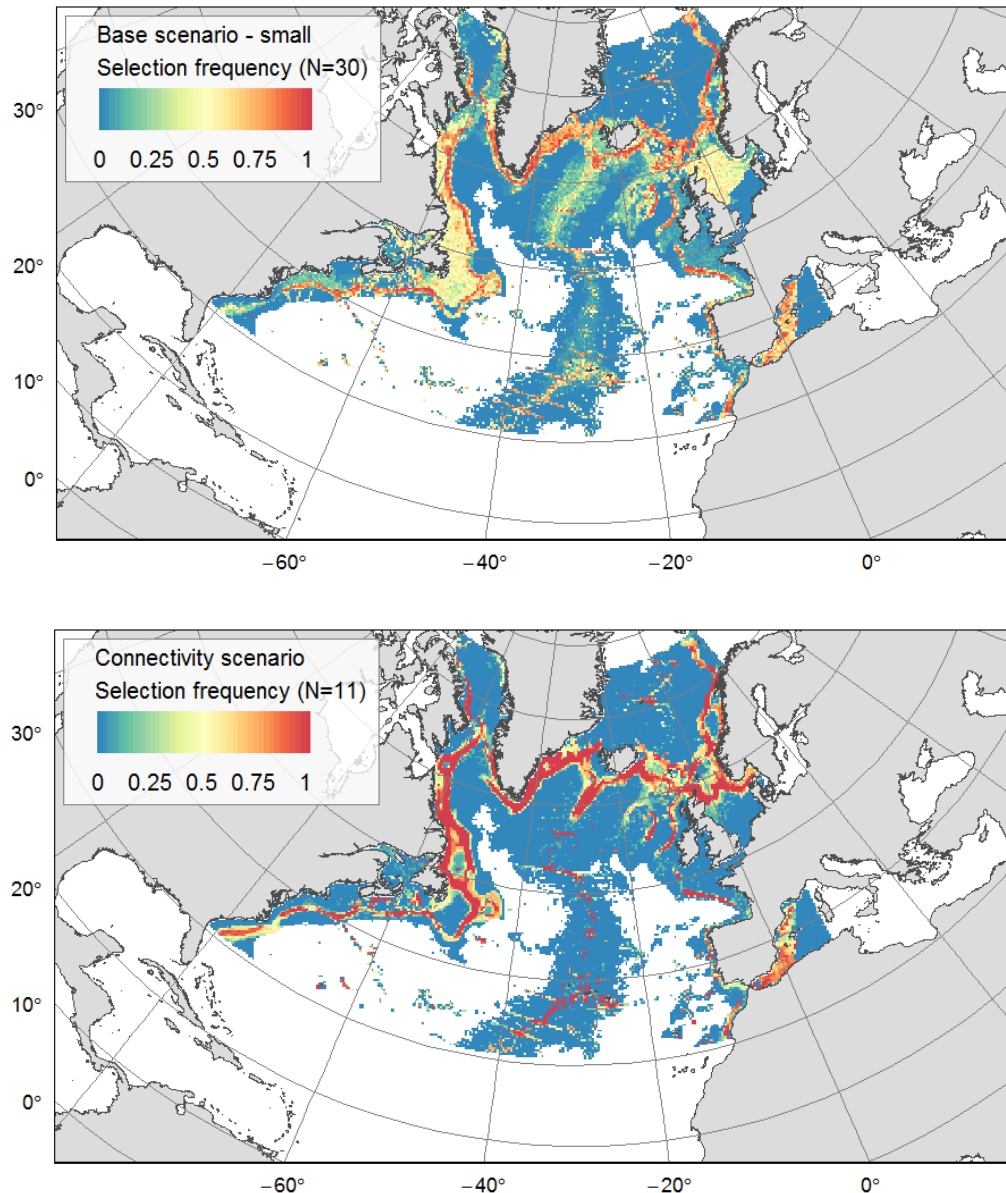 Base scenario - small
Selection frequency (N=30)
0 0.25 0.5 0.75 1
30°
20°
10°
0°
−60° −40° −20° 0°
Connectivity scenario
Selection frequency (N=11)
0 0.25 0.5 0.75 1
30°
20°
10°
0°
−60° −40° −20° 0°